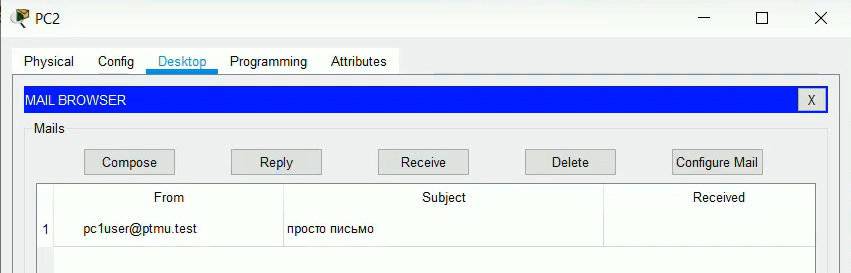 PC2
Physical Config Desktop Programming Attributes
MAIL BROWSER X
Mails
Compose Reply Receive Delete Configure Mail
From Subject Received
1 pc1user@ptmu.test просто письмо